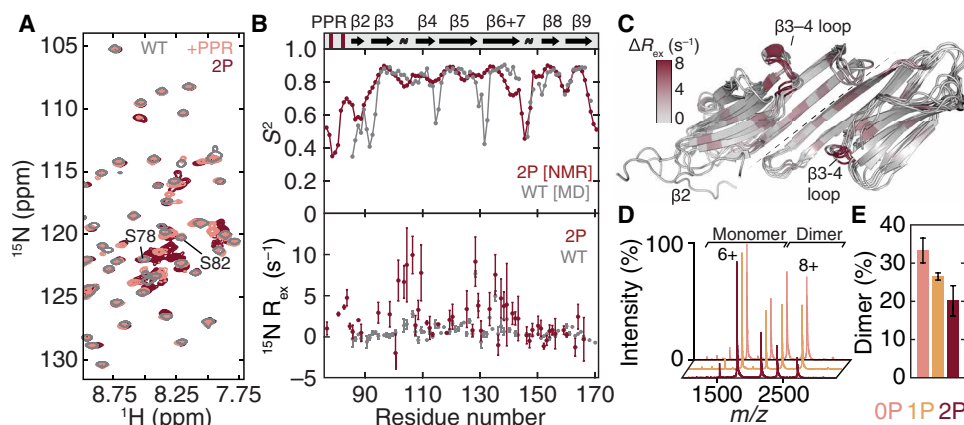 A
WT
+PPR
2P
105
110
115
120
125
130
S78
S82
15N (ppm)
8.75
8.25
7.75
1H (ppm)
B
PPR β2 β3 β4 β5 β6+7 β8 β9
1.0
0.8
0.6
0.4
0.2
S2
2P [NMR]
WT [MD]
0
10
5
0
−5
15N Rex (s−1)
2P
WT
90 110 130 150 170
Residue number
C
ΔRex (s−1)
8
4
0
β3–4
loop
β3-4
loop
β2
D
Monomer Dimer
6+
8+
100
0
Intensity (%)
1500 2500
m/z
E
40
30
20
10
0
Dimer (%)
0P 1P 2P